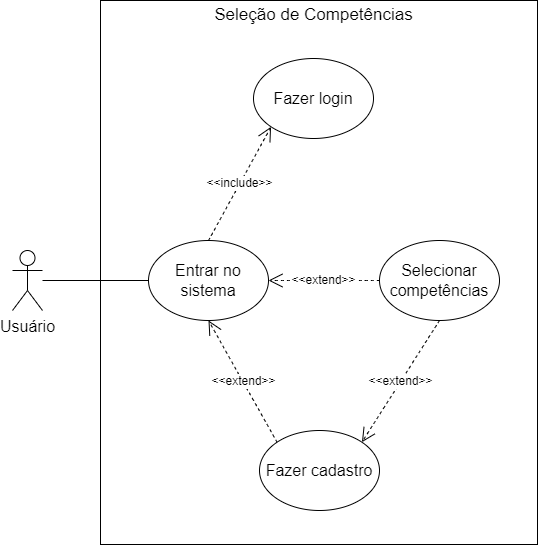 Seleção de Competências
Fazer login
<<include>>
Entrar no
sistema
<<extend>>
Selecionar
competências
Usuário
<<extend>>
<<extend>>
Fazer cadastro